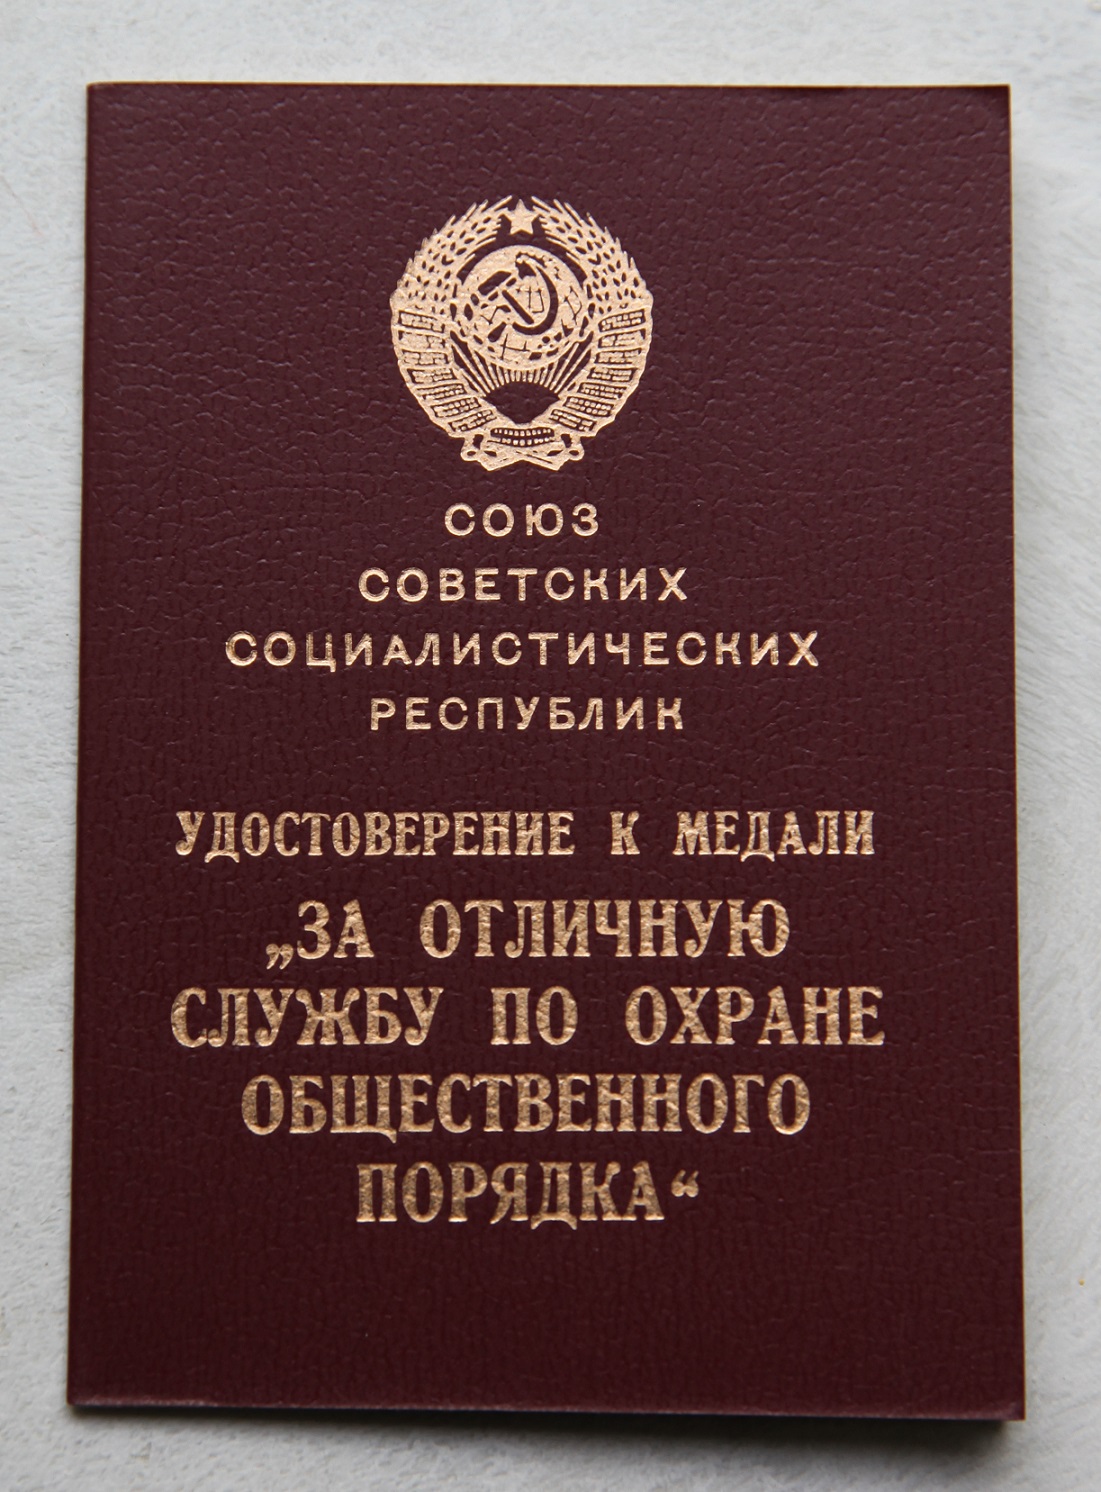 СОЮЗ
СОВЕТСКИХ
СОЦИАЛИСТИЧЕСКИХ
РЕСПУБЛИК
УДОСТОВЕРЕНИЕ К МЕДАЛИ
„ЗА ОТЛИЧНУЮ
СЛУЖБУ ПО ОХРАНЕ
ОБЩЕСТВЕННОГО
ПОРЯДКА“